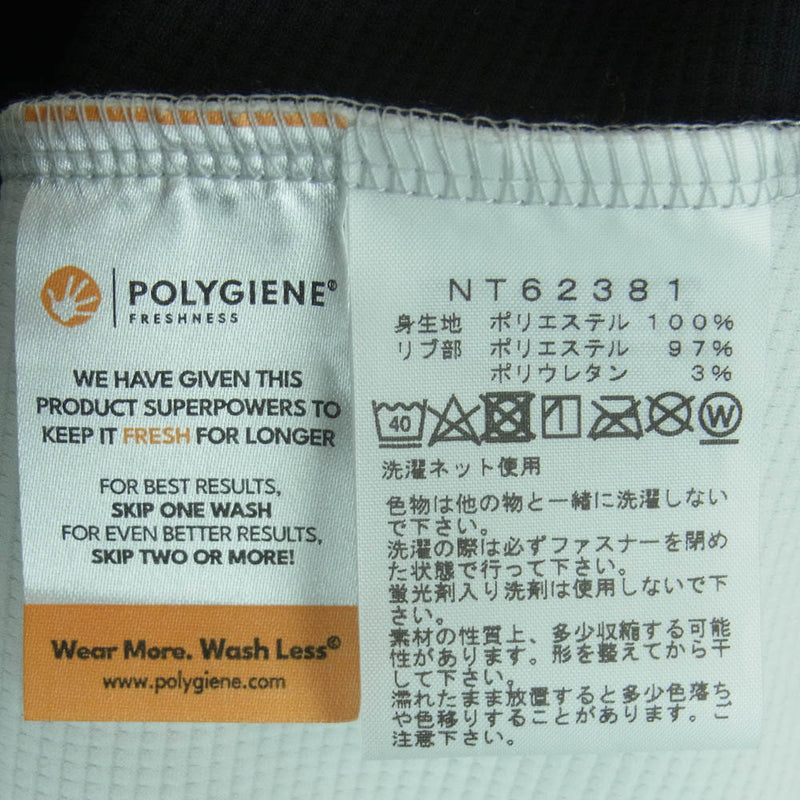 POLYGIENE®
FRESHNESS
WE HAVE GIVEN THIS
PRODUCT SUPERPOWERS TO
KEEP IT FRESH FOR LONGER
FOR BEST RESULTS,
SKIP ONE WASH
FOR EVEN BETTER RESULTS,
SKIP TWO OR MORE!
Wear More. Wash Less®
www.polygiene.com
NT62381
身生地 ポリエステル 100%
リブ部 ポリエステル 97%
ポリウレタン 3%
40 W
洗濯ネット使用
色物は他の物と一緒に洗濯しない
で下さい。
洗濯の際は必ずファスナーを閉め
た状態で行って下さい。
蛍光剤入り洗剤は使用しないで下
さい。
素材の性質上、多少収縮する可能
性があります。形を整えてから干
して下さい。
濡れたまま放置すると多少色落ち
や色移りすることがあります。ご
注意下さい。